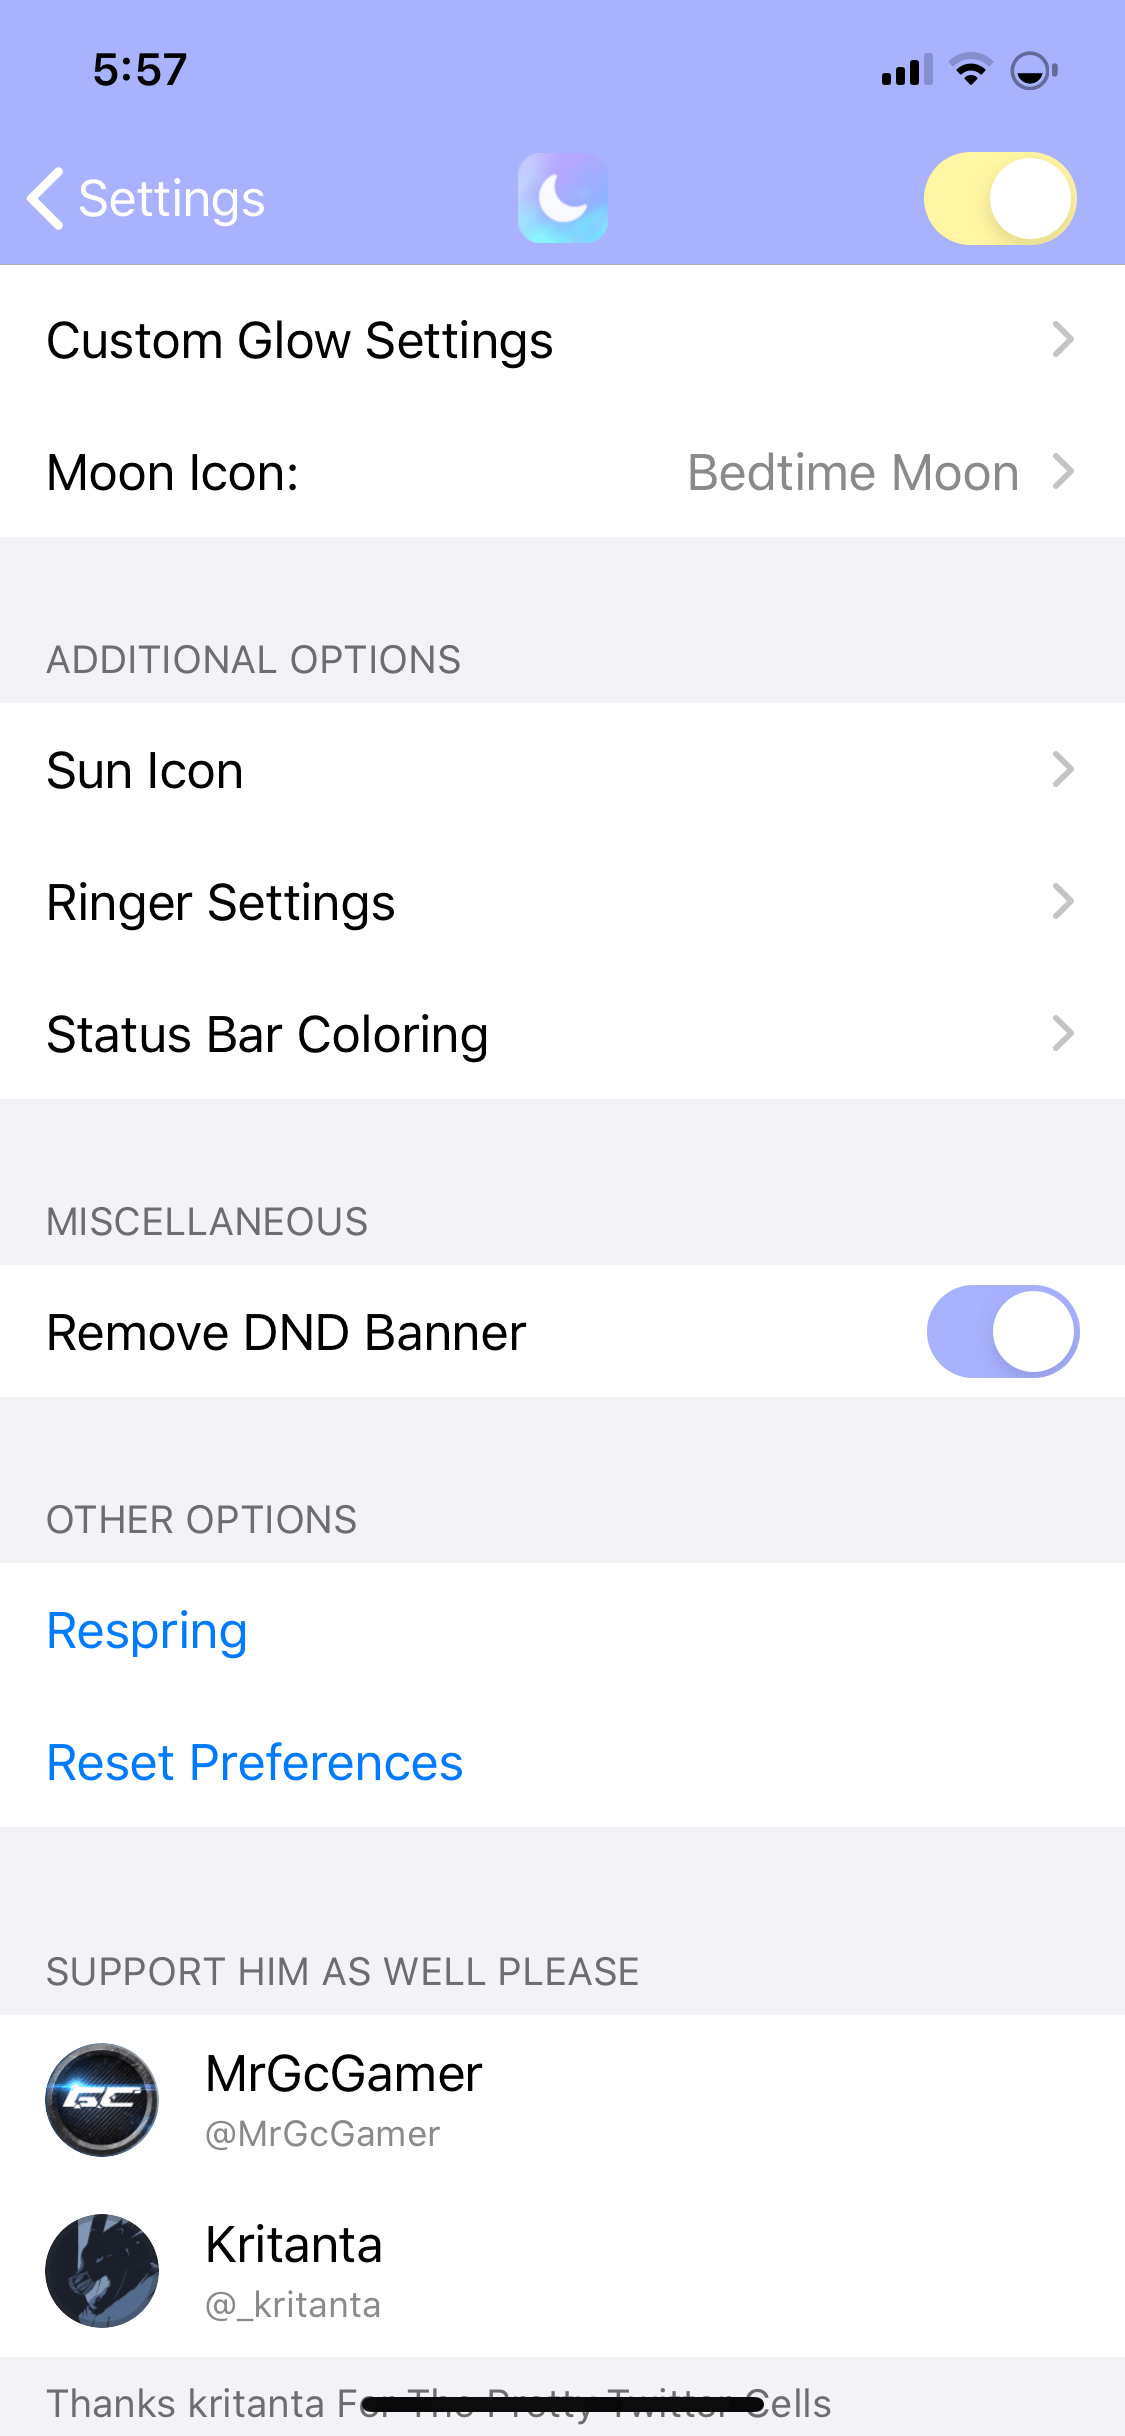 5:57
Settings
Custom Glow Settings
Moon Icon: Bedtime Moon
ADDITIONAL OPTIONS
Sun Icon
Ringer Settings
Status Bar Coloring
MISCELLANEOUS
Remove DND Banner
OTHER OPTIONS
Respring
Reset Preferences
SUPPORT HIM AS WELL PLEASE
GC
MrGcGamer
@MrGcGamer
Kritanta
@_kritanta
Thanks kritanta For The Pretty Twitter Cells